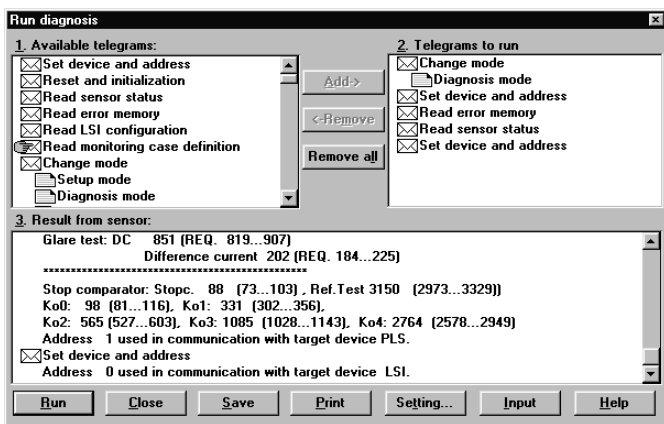 Run diagnosis
1. Available telegrams:
Set device and address
Reset and initialization
Read sensor status
Read error memory
Read LSI configuration
Read monitoring case definition
Change mode
Setup mode
Diagnosis mode
Add->
<-Remove
Remove all
2. Telegrams to run
Change mode
Diagnosis mode
Set device and address
Read error memory
Read sensor status
Set device and address
3. Result from sensor:
Glare test: DC 851 (REQ. 819...907)
Difference current 202 (REQ. 184...225)
************************************************
Stop comparator: Stopc. 88 (73...103) , Ref.Test 3150 (2973...3329))
Ko0: 98 (81...116), Ko1: 331 (302...356),
Ko2: 565 (527...603), Ko3: 1085 (1028...1143), Ko4: 2764 (2578...2949)
Address 1 used in communication with target device PLS.
Set device and address
Address 0 used in communication with target device LSI.
Run Close Save Print Setting... Input Help